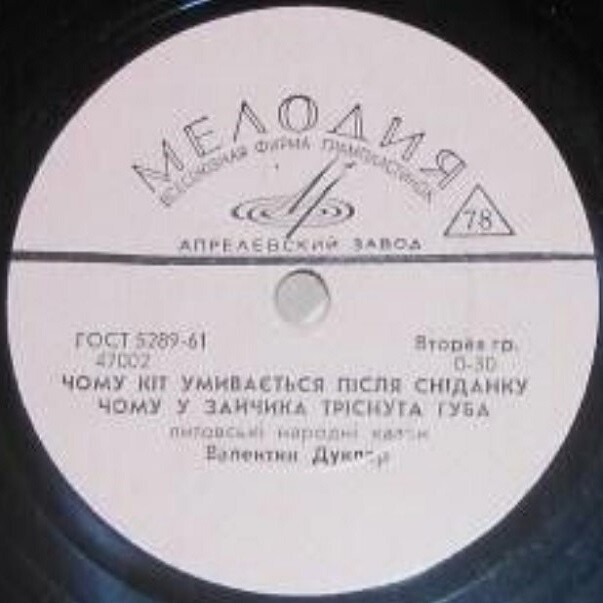 МЕЛОДИЯ
ВСЕСОЮЗНАЯ ФИРМА ГРАМПЛАСТИНОК
78
АПРЕЛЕВСКИЙ ЗАВОД
ГОСТ 5289-61 Вторая гр.
47002 0-30
ЧОМУ КІТ УМИВАЄТЬСЯ ПІСЛЯ СНІДАНКУ
ЧОМУ У ЗАЙЧИКА ТРІСНУТА ГУБА
литовські народні казки
Валентин